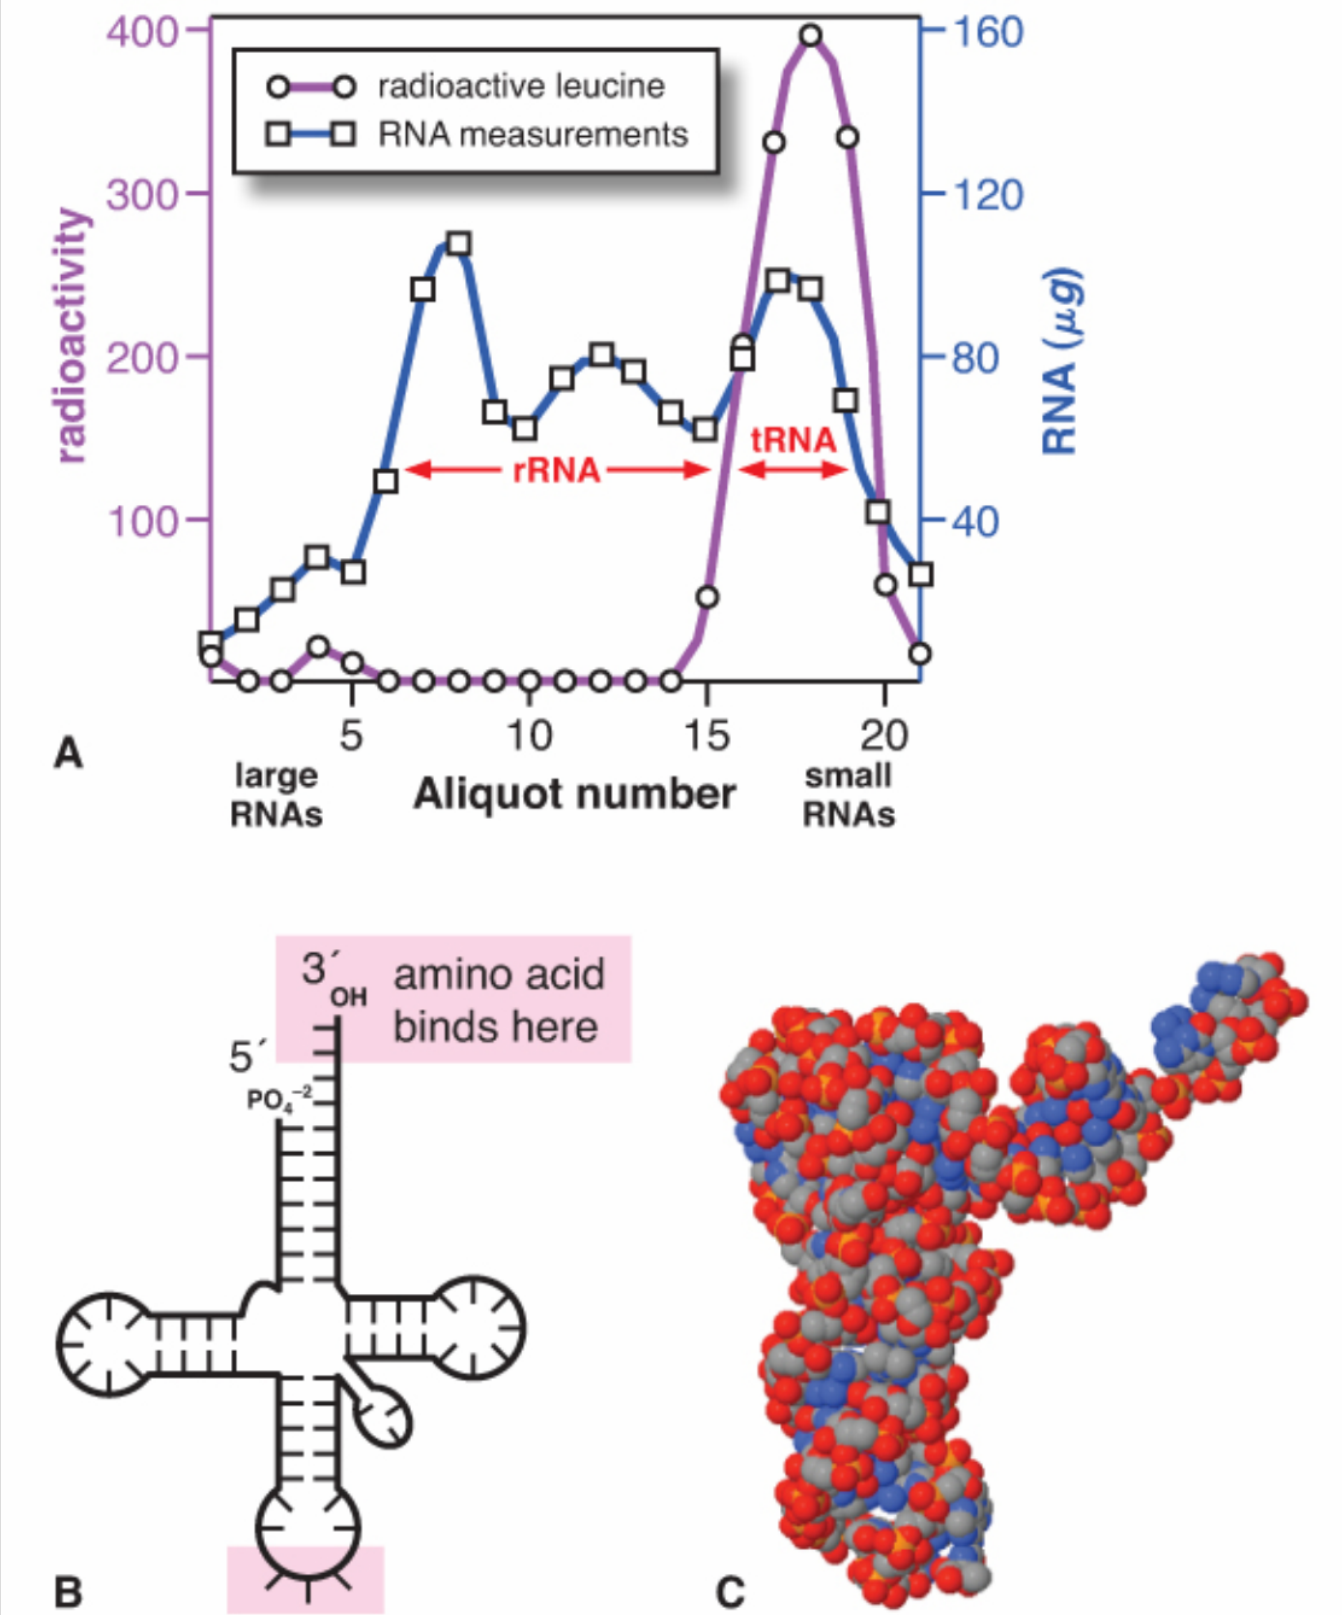 400
300
200
100
radioactivity
radioactive leucine
RNA measurements
160
120
80
40
RNA (μg)
rRNA
tRNA
5
10
15
20
large
RNAs
Aliquot number
small
RNAs
A
3´
OH
amino acid
binds here
5´
PO₄⁻²
B
C